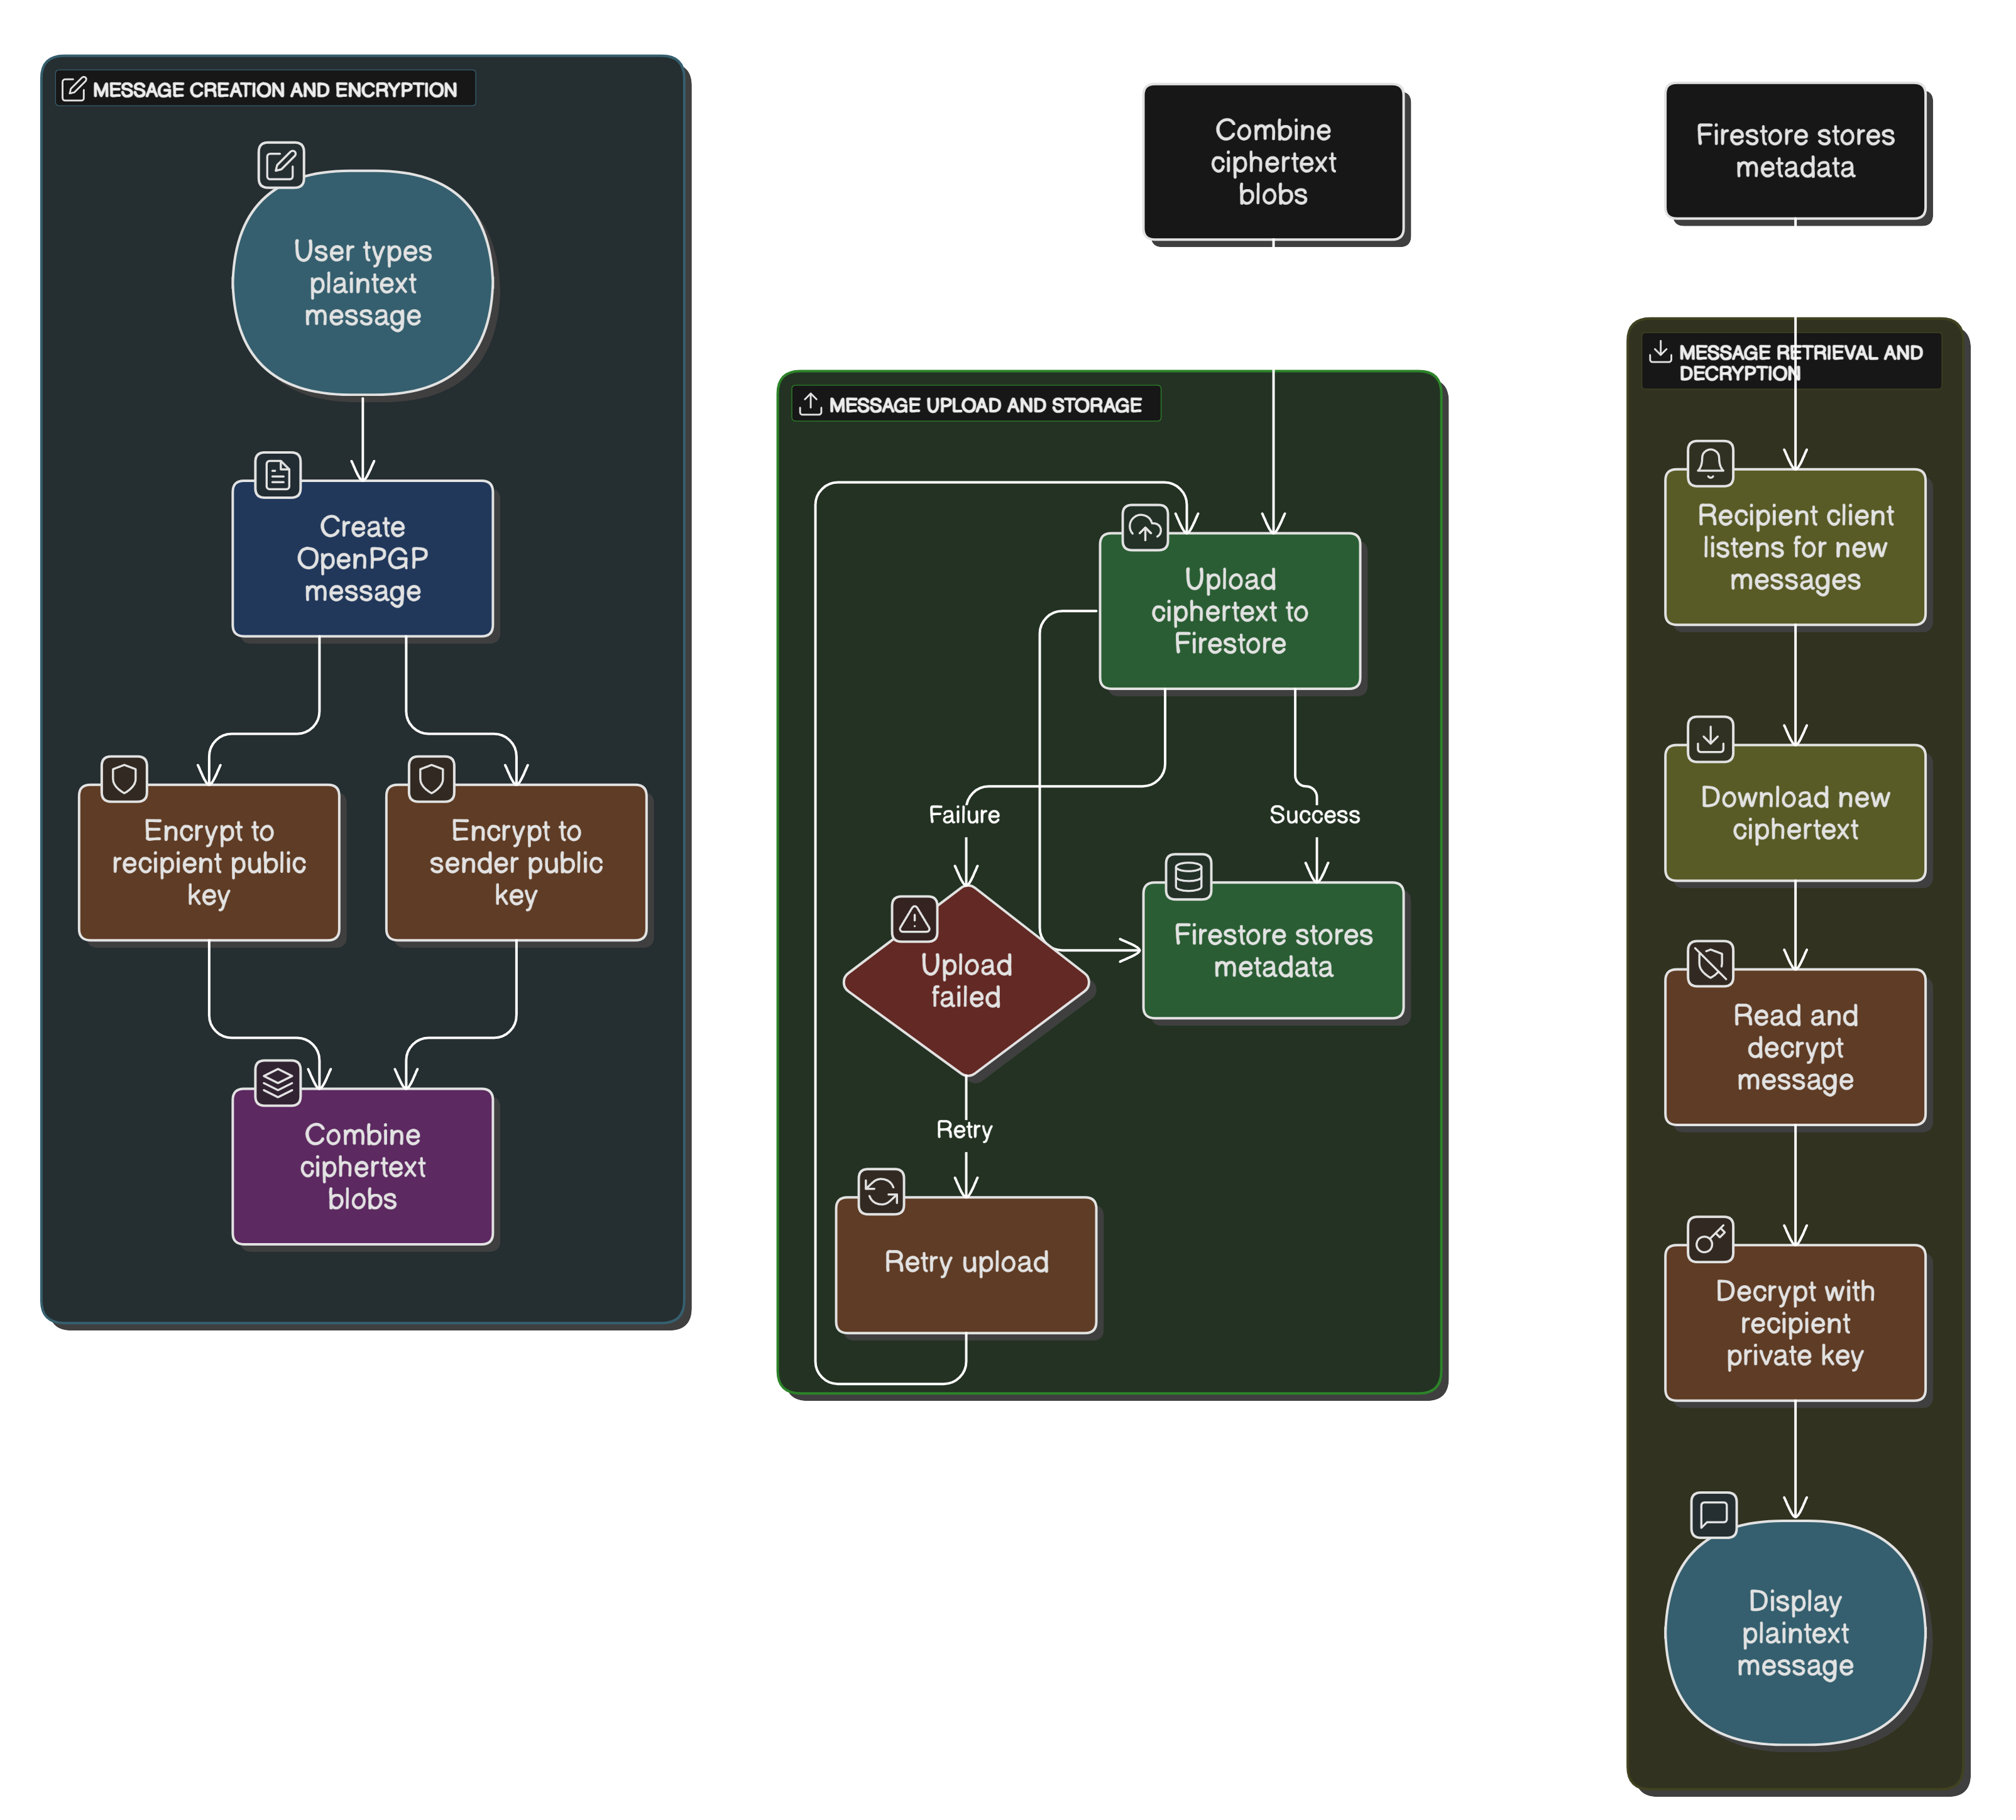 MESSAGE CREATION AND ENCRYPTION
User types
plaintext
message
Create
OpenPGP
message
Encrypt to
recipient public
key
Encrypt to
sender public
key
Combine
ciphertext
blobs
Combine
ciphertext
blobs
MESSAGE UPLOAD AND STORAGE
Upload
ciphertext to
Firestore
Failure
Success
Upload
failed
Firestore stores
metadata
Retry
Retry upload
Firestore stores
metadata
MESSAGE RETRIEVAL AND
DECRYPTION
Recipient client
listens for new
messages
Download new
ciphertext
Read and
decrypt
message
Decrypt with
recipient
private key
Display
plaintext
message